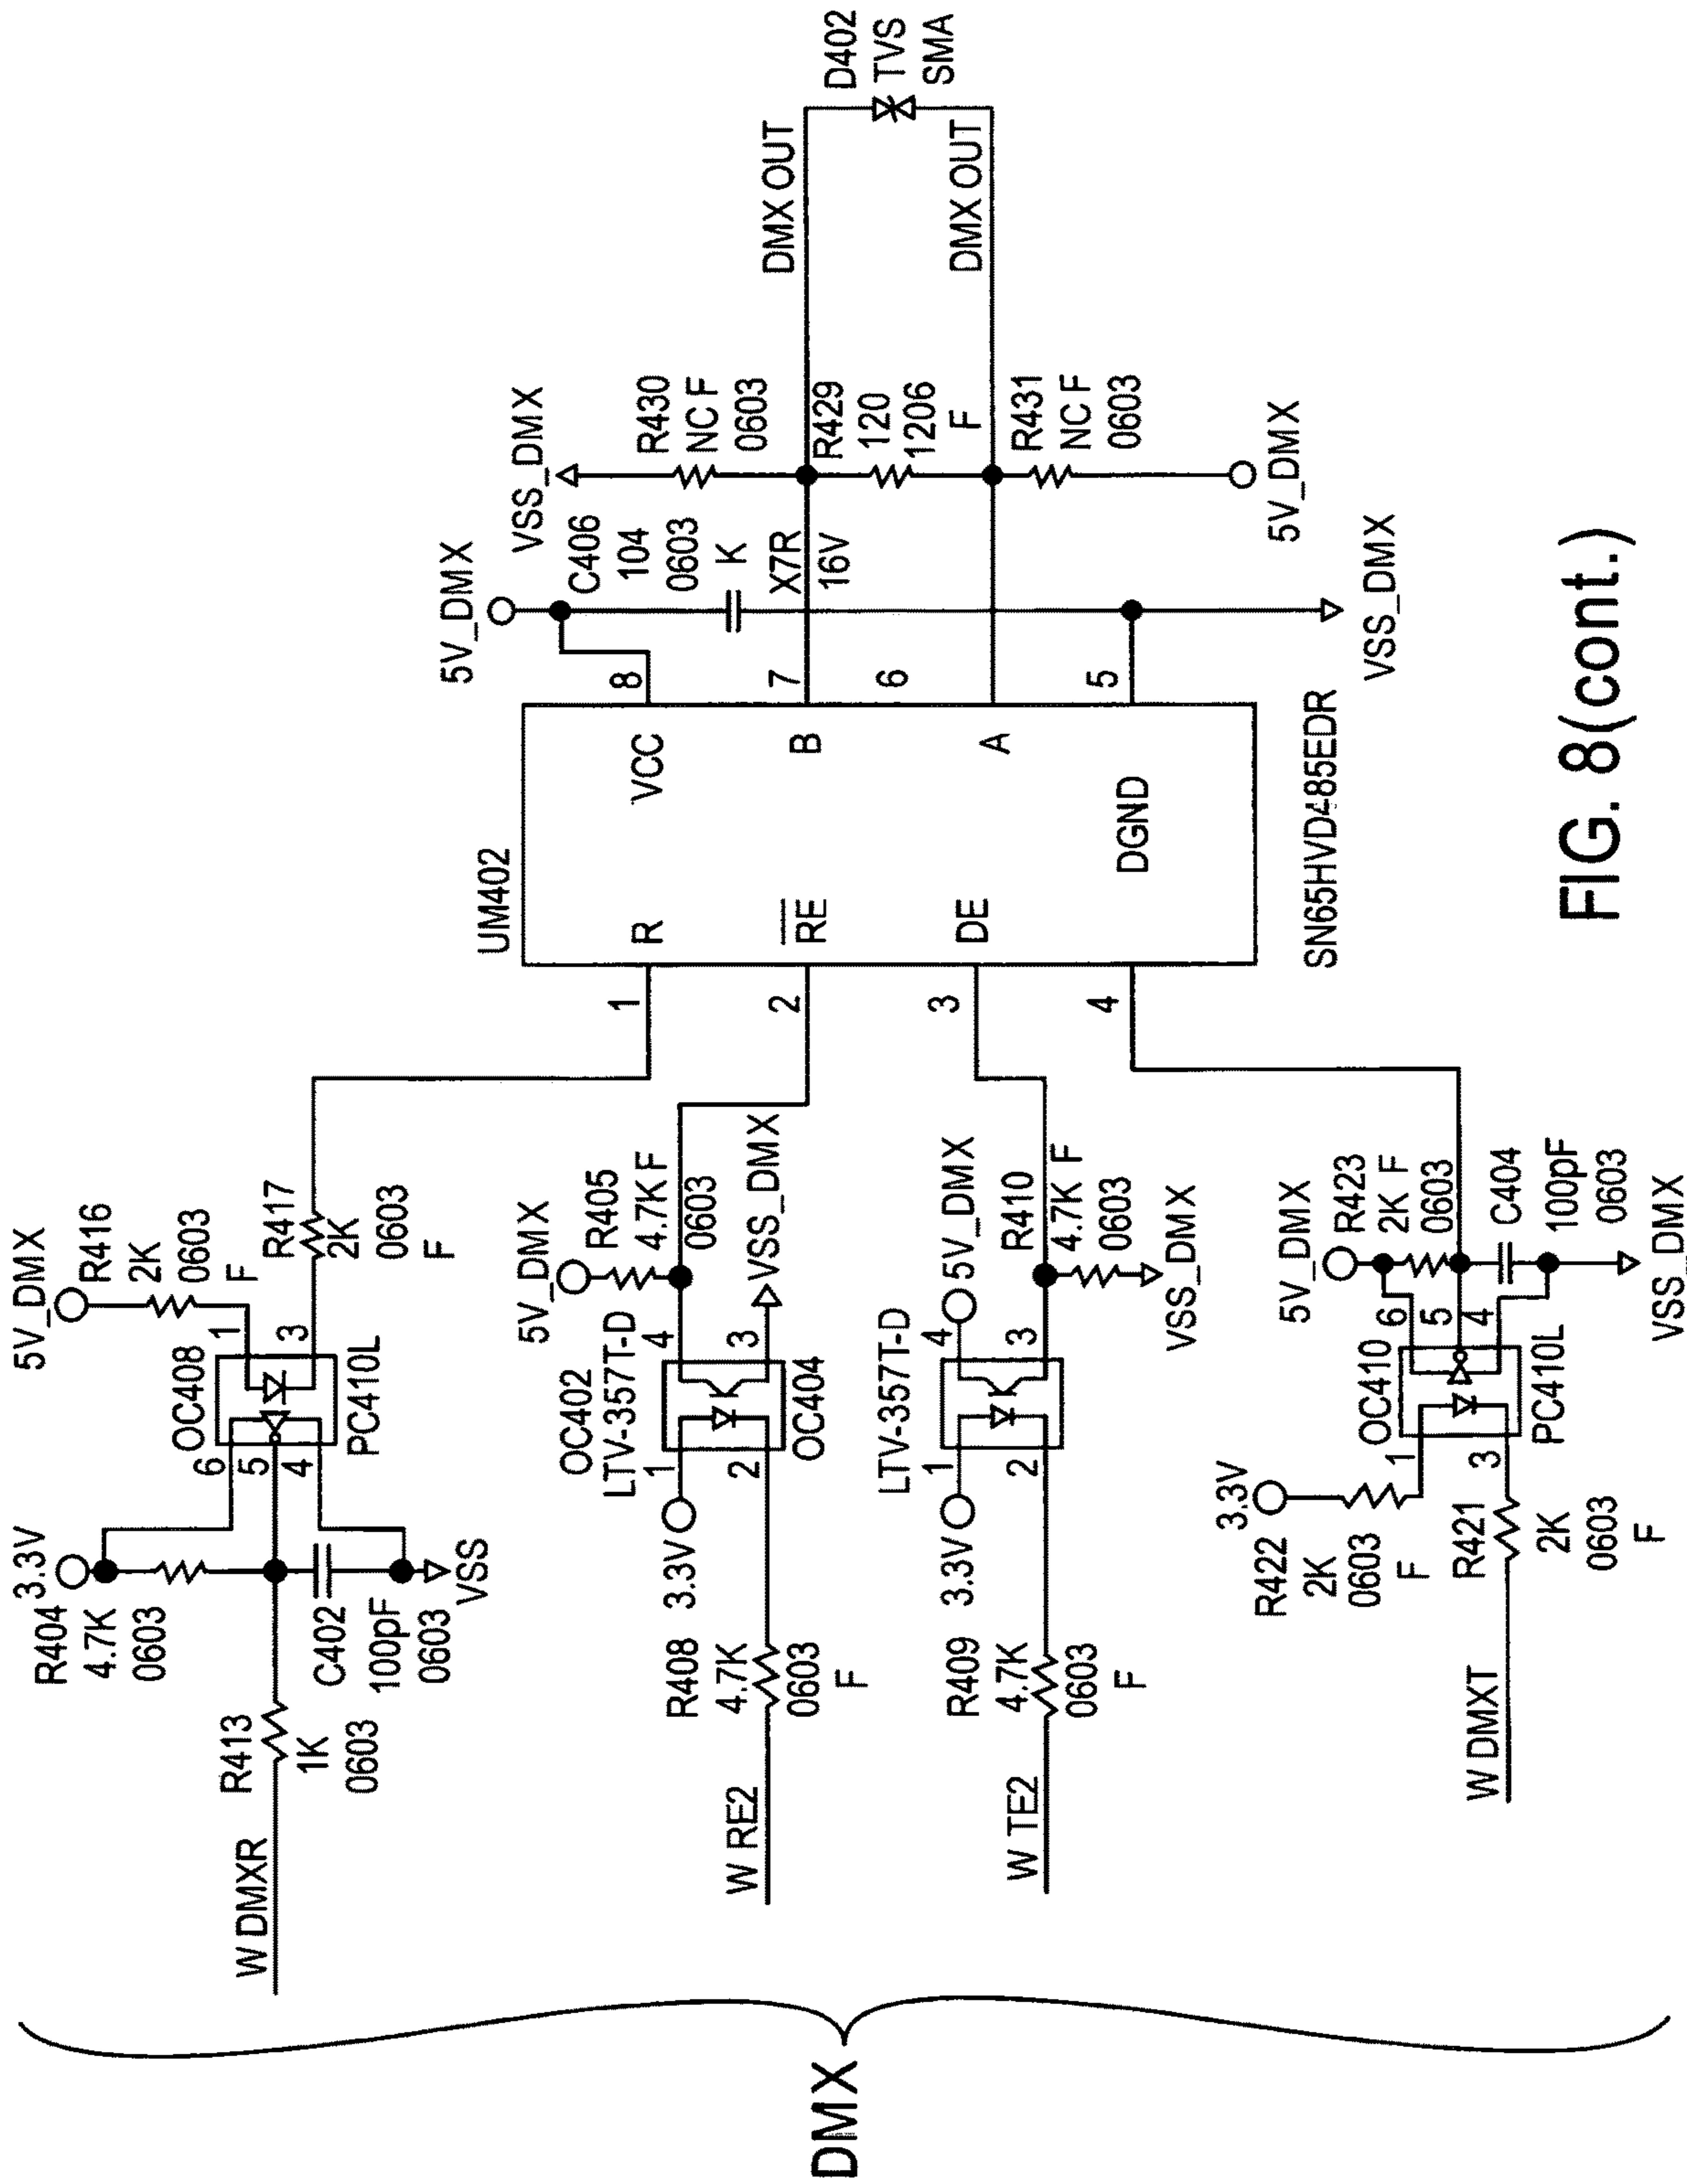 DMX
W DMXR
R413
1K
0603
R404
4.7K
0603
3.3V
C402
100pF
0603
VSS
6
5
4
OC408
PC410L
1
3
5V_DMX
R416
2K
0603
F
R417
2K
0603
F
W RE2
R408
4.7K
0603
F
3.3V
1
2
OC402
LTV-357T-D
OC404
4
3
5V_DMX
R405
4.7K F
0603
VSS_DMX
W TE2
R409
4.7K
0603
F
3.3V
1
2
LTV-357T-D
4
3
5V_DMX
R410
4.7K F
0603
VSS_DMX
W DMXT
R421
2K
0603
F
R422
2K
0603
F
3.3V
1
3
OC410
PC410L
6
5
4
5V_DMX
R423
2K F
0603
C404
100pF
0603
VSS_DMX
1
2
3
4
UM402
R
RE
DE
VCC
B
A
DGND
SN65HVD485EDR
8
7
6
5
5V_DMX
C406
104
0603
K
X7R
16V
VSS_DMX
VSS_DMX
R430
NC F
0603
R429
120
1206
F
R431
NC F
0603
5V_DMX
DMX OUT
DMX OUT
D402
TVS
SMA
FIG. 8(cont.)